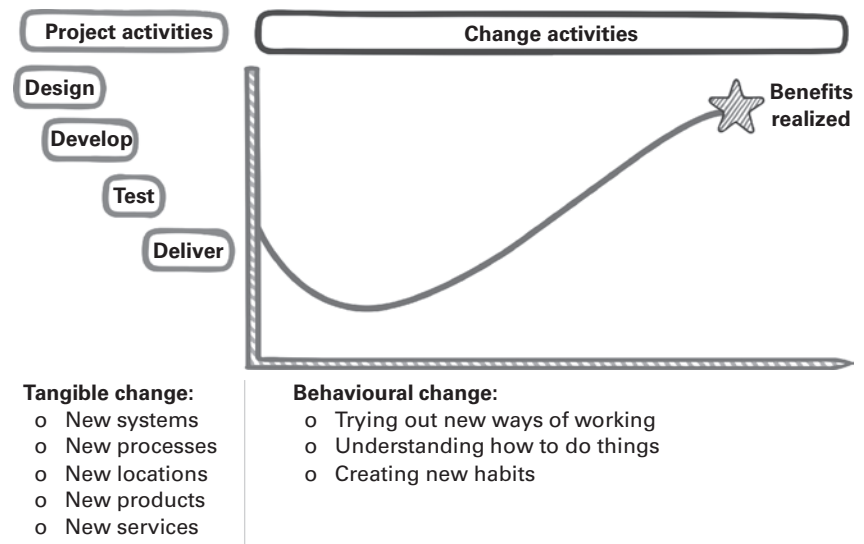 Project activities
Change activities
Design
Develop
Test
Deliver
Benefits
realized
Tangible change:
o New systems
o New processes
o New locations
o New products
o New services
Behavioural change:
o Trying out new ways of working
o Understanding how to do things
o Creating new habits